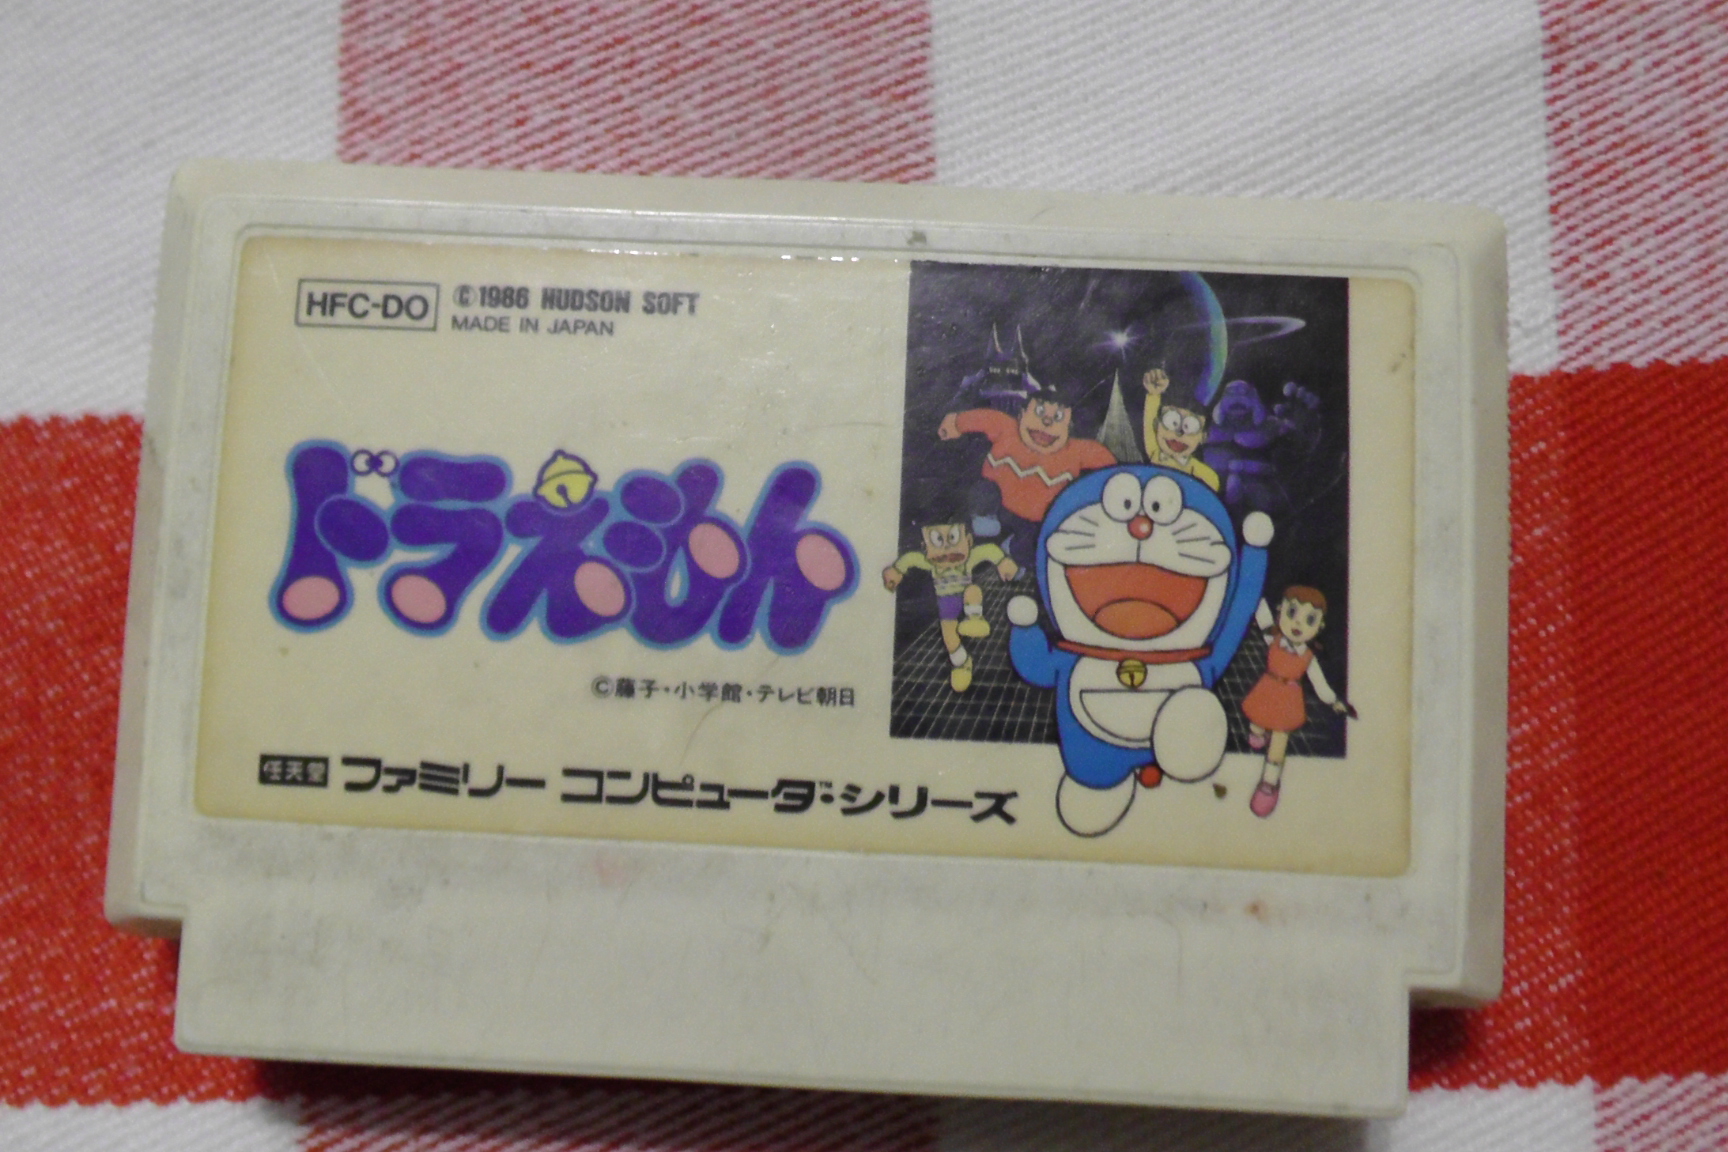 HFC-DO
©1986 HUDSON SOFT
MADE IN JAPAN
ドラえもん
©藤子・小学館・テレビ朝日
任天堂 ファミリー コンピュータ™・シリーズ